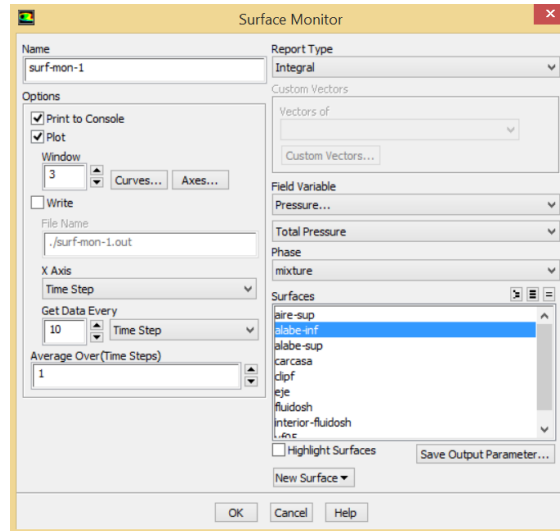 Surface Monitor
Name
surf-mon-1
Options
Print to Console
Plot
Window
3
Curves...
Axes...
Write
File Name
./surf-mon-1.out
X Axis
Time Step
Get Data Every
10
Time Step
Average Over(Time Steps)
1
Report Type
Integral
Custom Vectors
Vectors of
Custom Vectors...
Field Variable
Pressure...
Total Pressure
Phase
mixture
Surfaces
aire-sup
alabe-inf
alabe-sup
carcasa
clipf
eje
fluidosh
interior-fluidosh
Highlight Surfaces
Save Output Parameter...
New Surface
OK
Cancel
Help